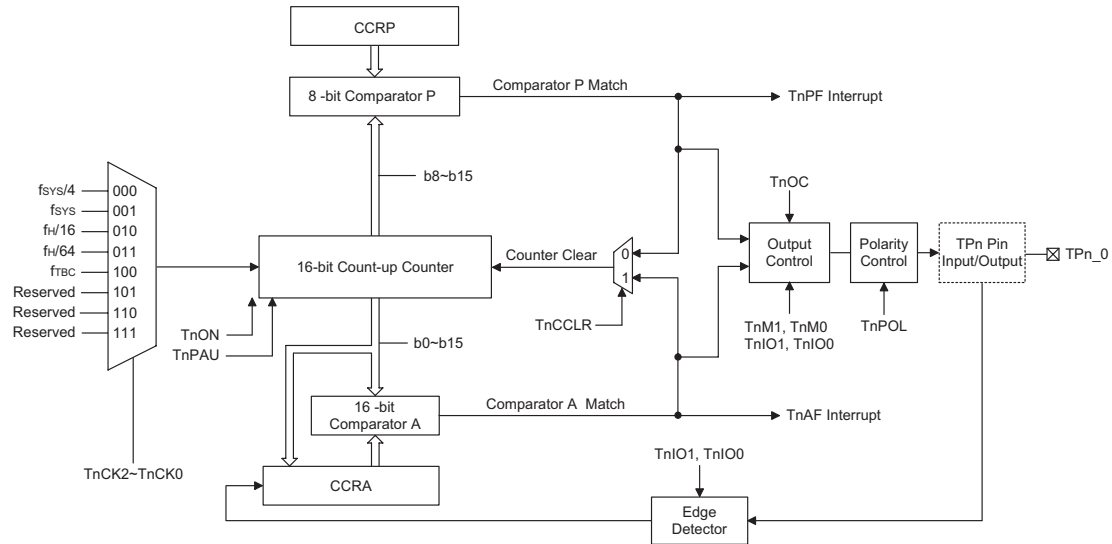 CCRP
8 -bit Comparator P
Comparator P Match
TnPF Interrupt
b8~b15
fSYS/4
000
fSYS
001
fH/16
010
fH/64
011
fTBC
100
Reserved
101
Reserved
110
Reserved
111
16-bit Count-up Counter
Counter Clear
0
1
TnOC
Output
Control
Polarity
Control
TPn Pin
Input/Output
TPn_0
TnON
TnPAU
TnCCLR
TnM1, TnM0
TnIO1, TnIO0
TnPOL
b0~b15
16 -bit
Comparator A
Comparator A Match
TnAF Interrupt
TnCK2~TnCK0
CCRA
TnIO1, TnIO0
Edge
Detector